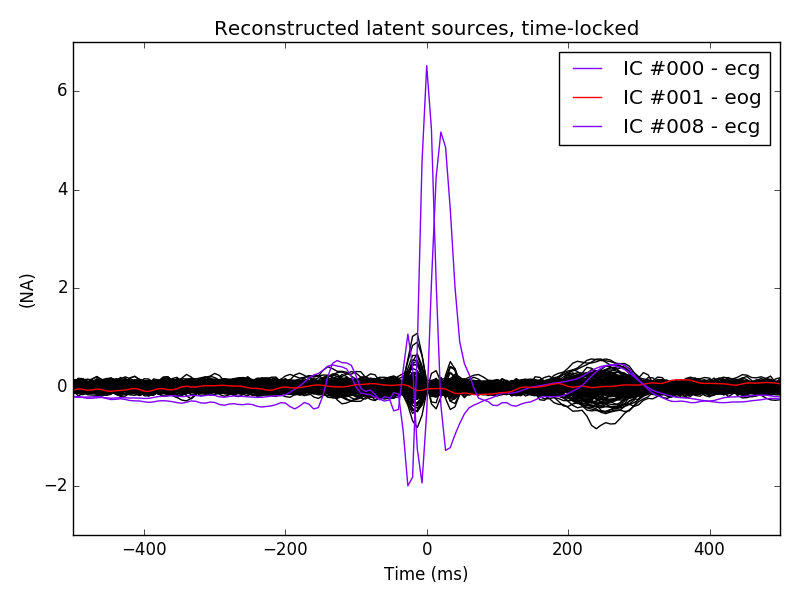 Reconstructed latent sources, time-locked
IC #000 - ecg
IC #001 - eog
IC #008 - ecg
6
4
2
0
−2
(NA)
−400
−200
0
200
400
Time (ms)